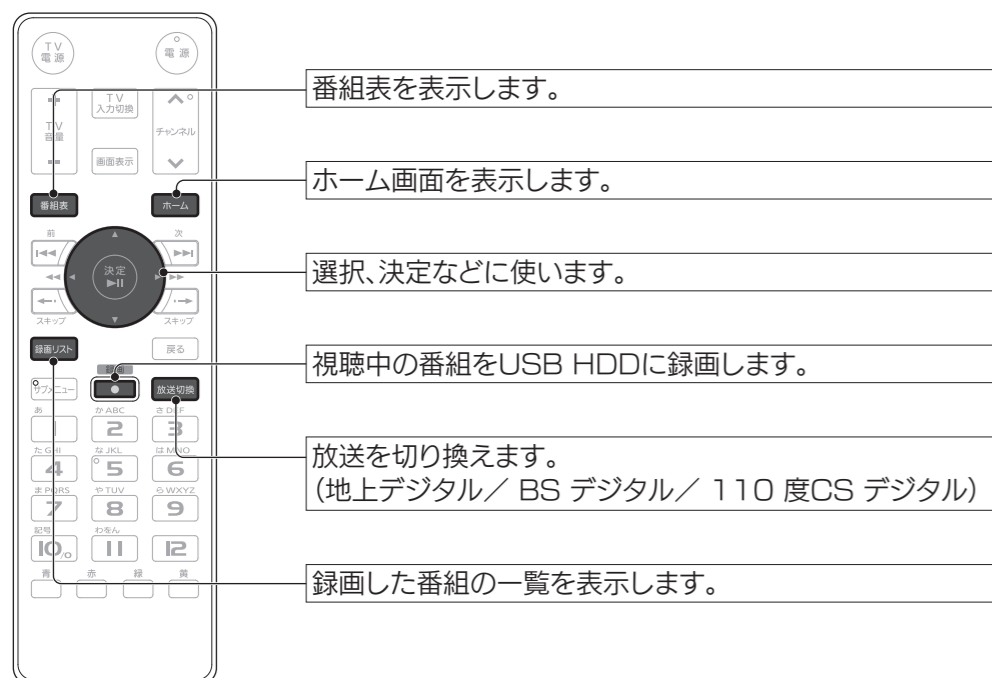 TV
電源
電源
番組表を表示します。
TV
入力切換
TV
音量
チャンネル
画面表示
ホーム画面を表示します。
番組表
ホーム
前
次
決定
選択、決定などに使います。
スキップ
スキップ
録画リスト
戻る
視聴中の番組をUSB HDDに録画します。
録画
サブメニュー
放送切換
あ
か ABC
さ DEF
1
2
3
放送を切り換えます。
(地上デジタル/ BS デジタル/ 110 度CS デジタル)
た GHI
な JKL
は MNO
4
5
6
ま PQRS
や TUV
ら WXYZ
7
8
9
記号
わをん
10/0
11
12
青
赤
緑
黄
録画した番組の一覧を表示します。